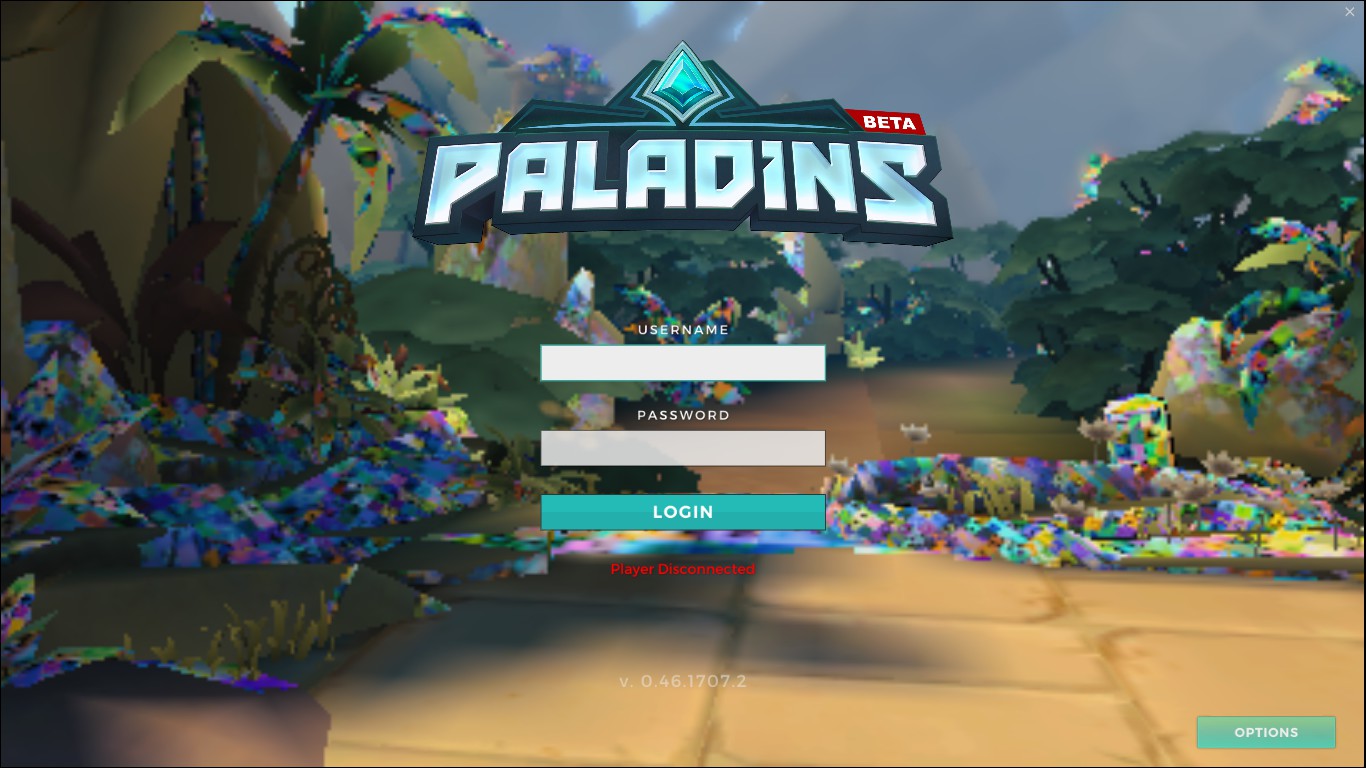 BETA
PALADINS
USERNAME
PASSWORD
LOGIN
Player Disconnected
v. 0.46.1707.2
OPTIONS